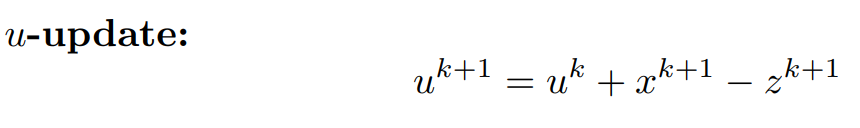 u-update:
u^{k+1} = u^k + x^{k+1} − z^{k+1}